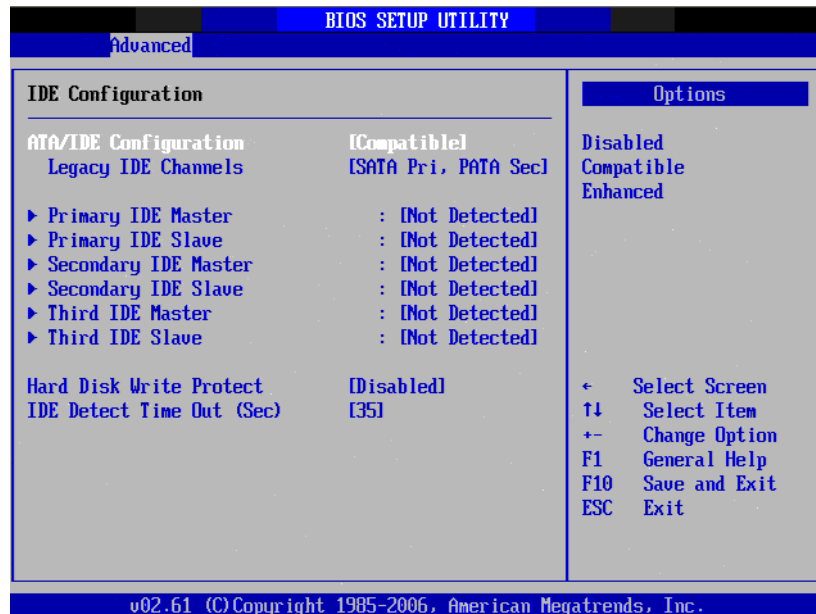 BIOS SETUP UTILITY
Advanced
IDE Configuration
ATA/IDE Configuration [Compatible]
Legacy IDE Channels [SATA Pri, PATA Sec]
▶ Primary IDE Master : [Not Detected]
▶ Primary IDE Slave : [Not Detected]
▶ Secondary IDE Master : [Not Detected]
▶ Secondary IDE Slave : [Not Detected]
▶ Third IDE Master : [Not Detected]
▶ Third IDE Slave : [Not Detected]
Hard Disk Write Protect [Disabled]
IDE Detect Time Out (Sec) [35]
Options
Disabled
Compatible
Enhanced
← Select Screen
↑↓ Select Item
+- Change Option
F1 General Help
F10 Save and Exit
ESC Exit
v02.61 (C)Copyright 1985-2006, American Megatrends, Inc.